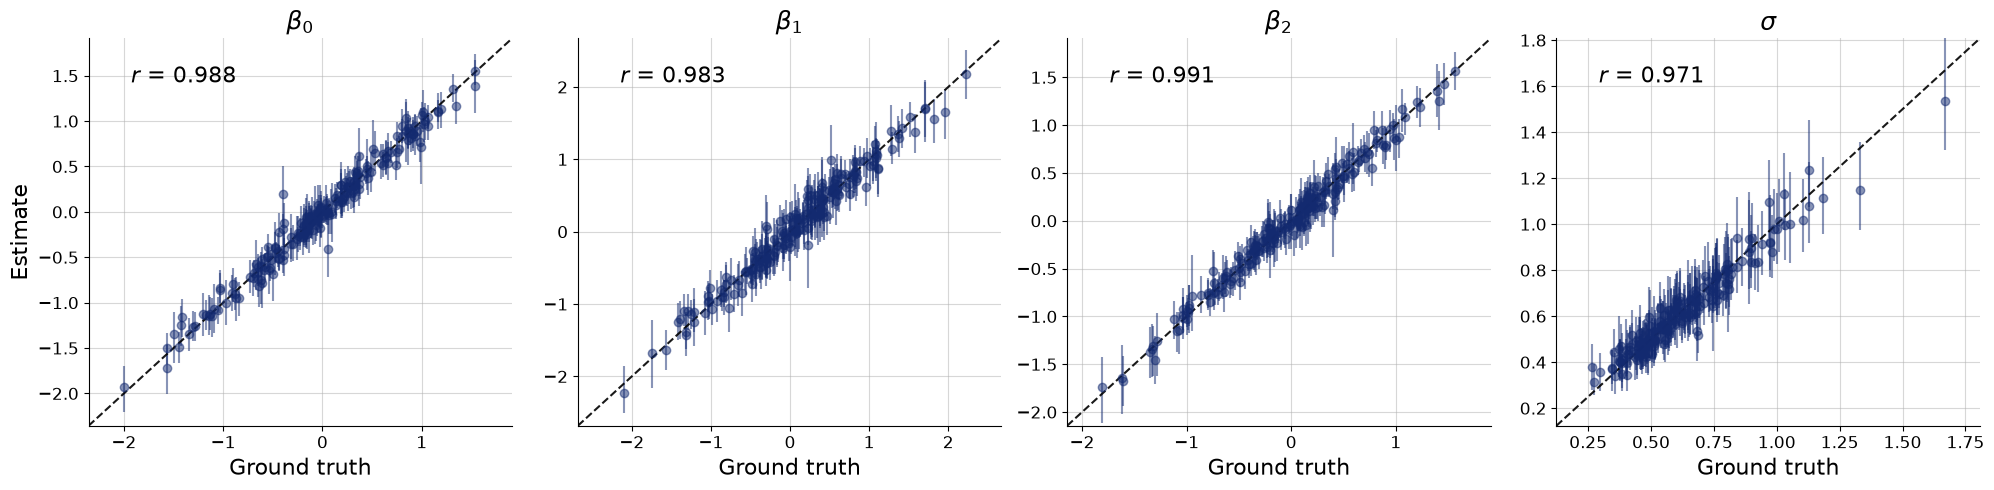 β₀
r = 0.988
1.5
1.0
0.5
0.0
−0.5
−1.0
−1.5
−2.0
Estimate
−2 −1 0 1
Ground truth
β₁
r = 0.983
2
1
0
−1
−2
−2 −1 0 1 2
Ground truth
β₂
r = 0.991
1.5
1.0
0.5
0.0
−0.5
−1.0
−1.5
−2.0
−2 −1 0 1
Ground truth
σ
r = 0.971
1.8
1.6
1.4
1.2
1.0
0.8
0.6
0.4
0.2
0.25 0.50 0.75 1.00 1.25 1.50 1.75
Ground truth